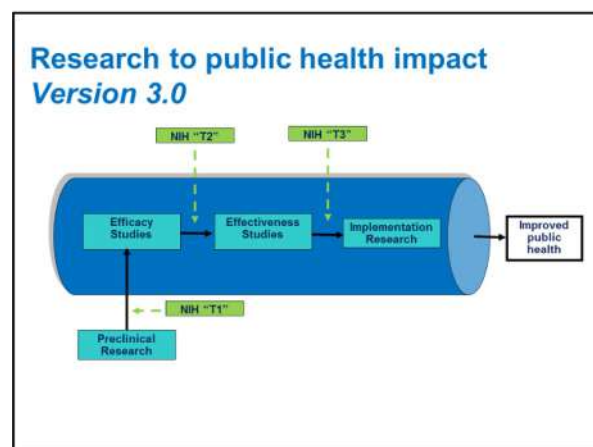 Research to public health impact
Version 3.0
NIH “T2”
NIH “T3”
Efficacy
Studies
Effectiveness
Studies
Implementation
Research
Improved
public
health
NIH “T1”
Preclinical
Research